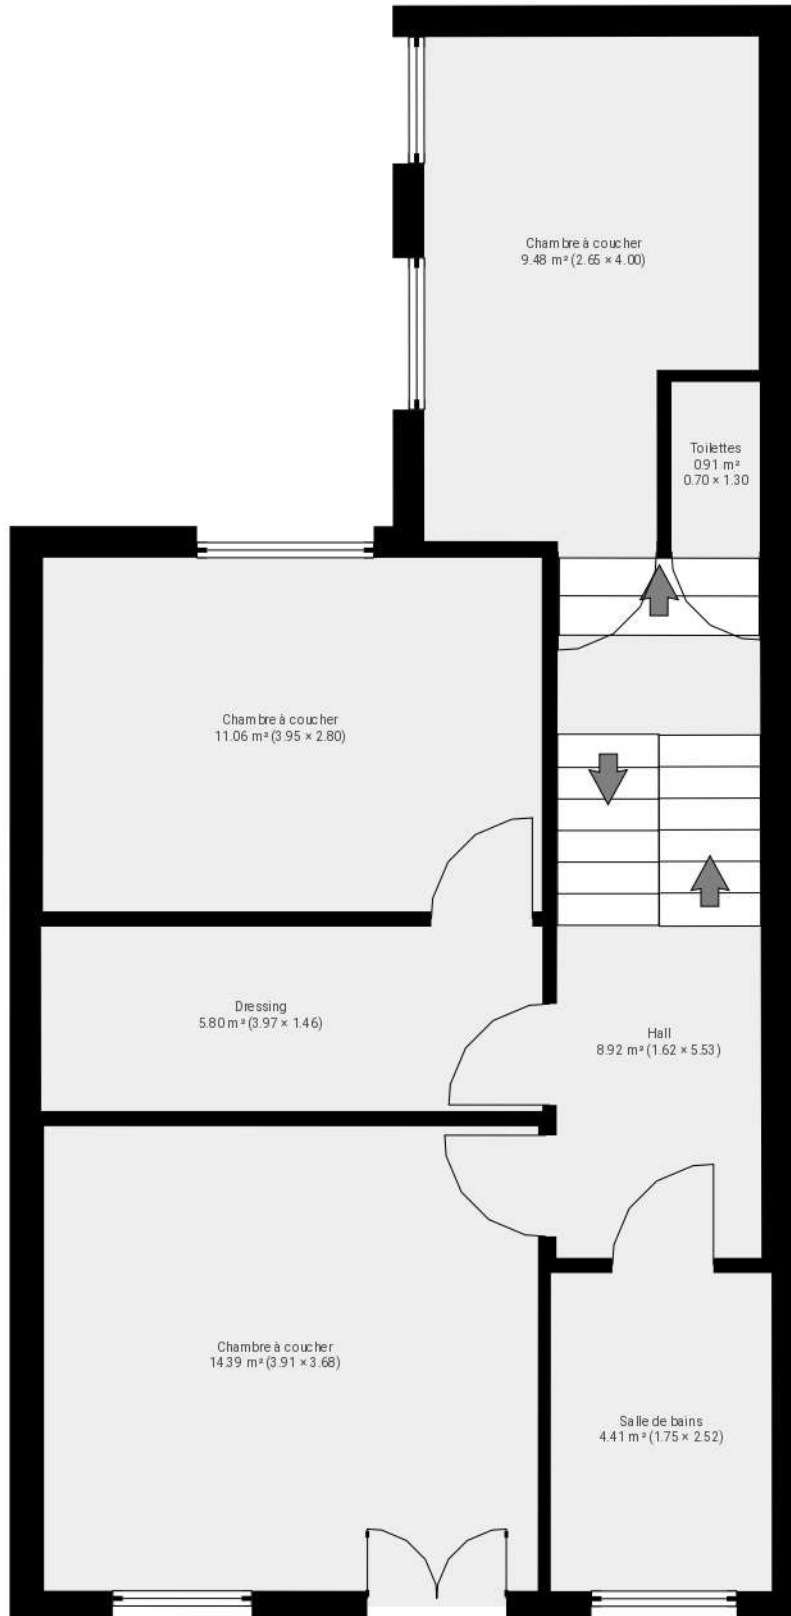 Chambre à coucher
9.48 m² (2.65 × 4.00)
Toilettes
0.91 m²
0.70 × 1.30
Chambre à coucher
11.06 m² (3.95 × 2.80)
Dressing
5.80 m² (3.97 × 1.46)
Hall
8.92 m² (1.62 × 5.53)
Chambre à coucher
14.39 m² (3.91 × 3.68)
Salle de bains
4.41 m² (1.75 × 2.52)